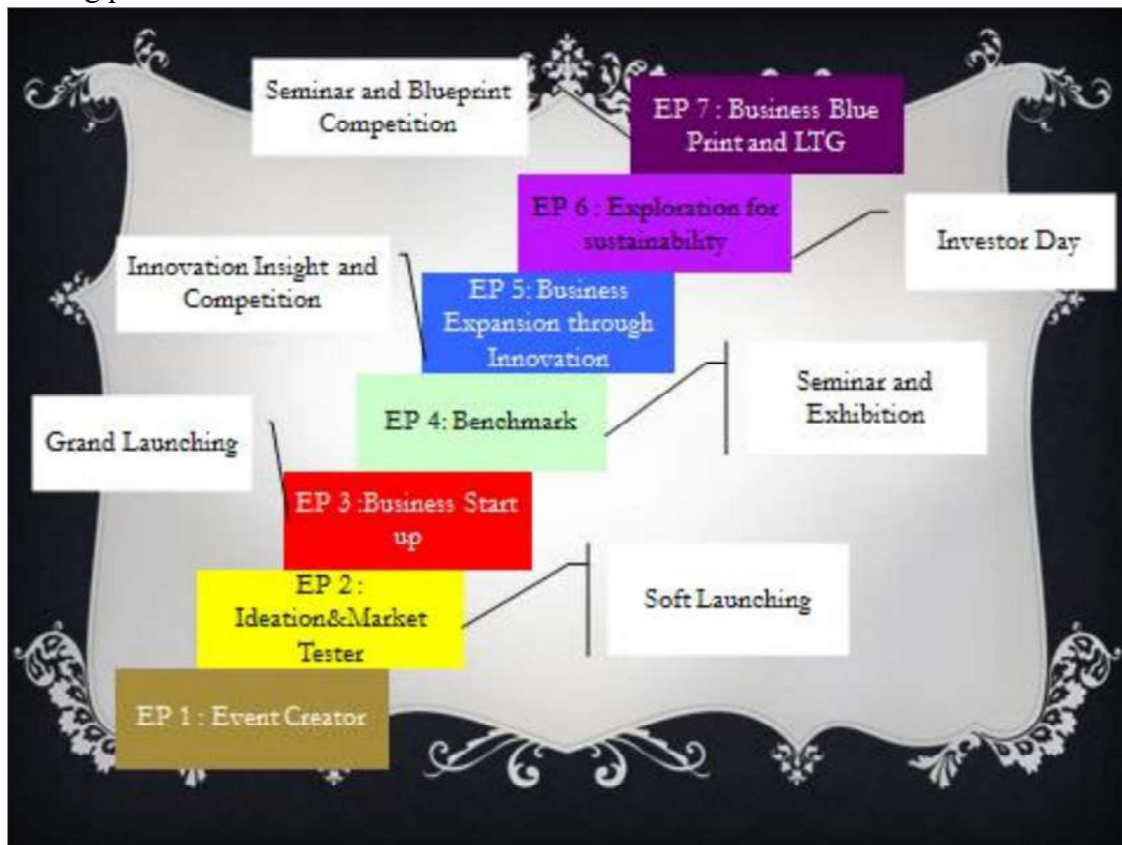 Seminar and Blueprint
Competition
EP 7 : Business Blue
Print and LTG
EP 6 : Exploration for
sustainability
Investor Day
Innovation Insight and
Competition
EP 5: Business
Expansion through
Innovation
Seminar and
Exhibition
EP 4: Benchmark
Grand Launching
EP 3 :Business Start
up
EP 2 :
Ideation&Market
Tester
Soft Launching
EP 1 : Event Creator